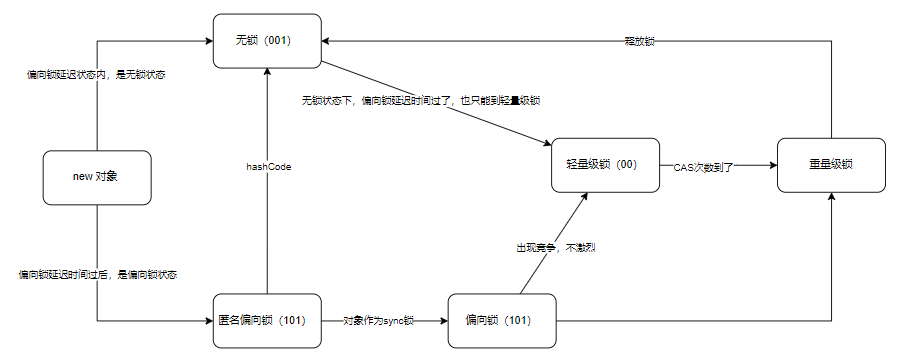 无锁（001）
释放锁
偏向锁延迟状态内，是无锁状态
无锁状态下，偏向锁延迟时间过了，也只能到轻量级锁
new 对象
hashCode
轻量级锁（00）
CAS次数到了
重量级锁
出现竞争，不激烈
偏向锁延迟时间过后，是偏向锁状态
匿名偏向锁（101）
对象作为sync锁
偏向锁（101）